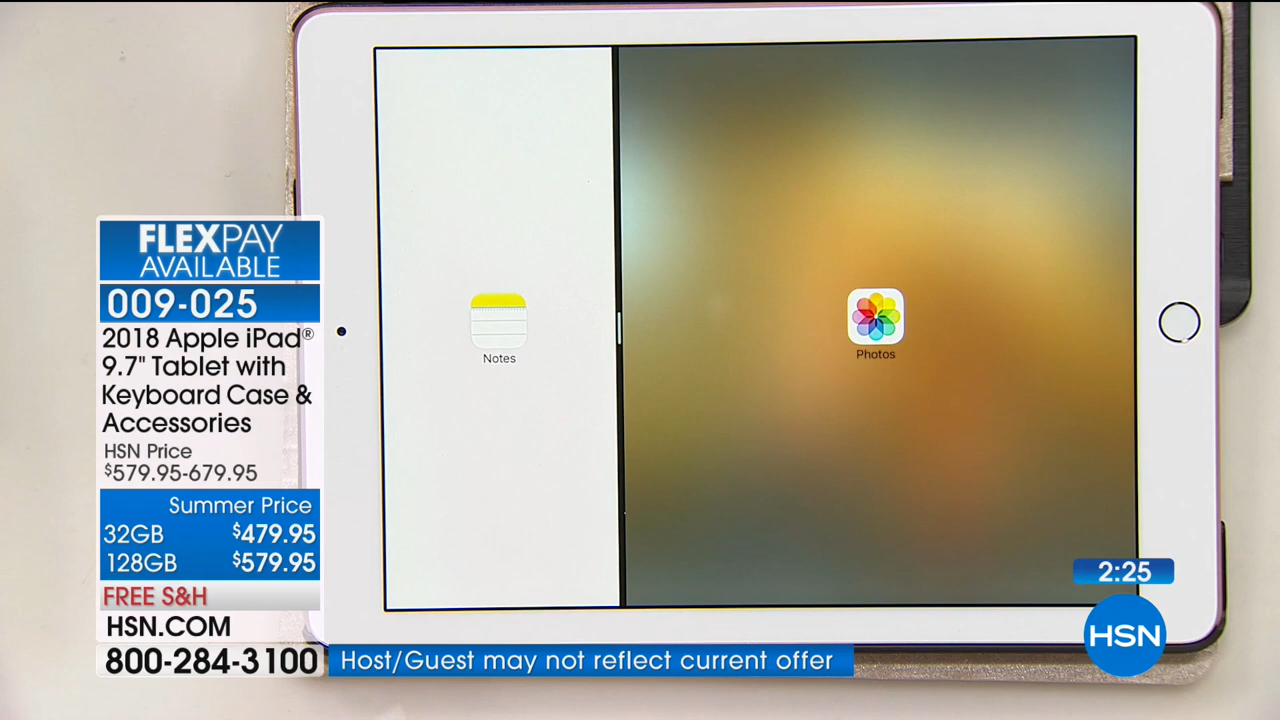 FLEXPAY
AVAILABLE
009-025
2018 Apple iPad®
9.7" Tablet with
Keyboard Case &
Accessories
HSN Price
$579.95-679.95
Summer Price
32GB $479.95
128GB $579.95
FREE S&H
HSN.COM
800-284-3100
Notes
Photos
2:25
HSN
Host/Guest may not reflect current offer